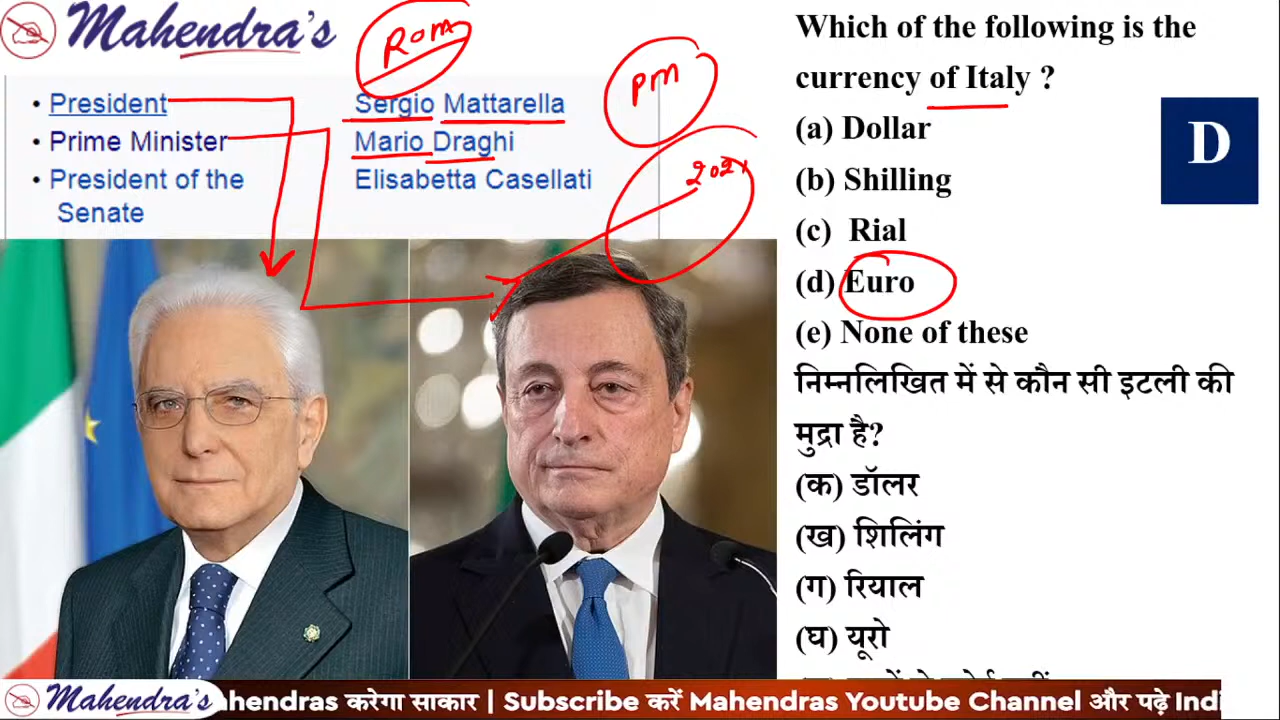 Mahendra's
Rom
PM
2021
• President Sergio Mattarella
• Prime Minister Mario Draghi
• President of the Elisabetta Casellati
Senate
Which of the following is the
currency of Italy ?
(a) Dollar
(b) Shilling
(c) Rial
(d) Euro
(e) None of these
D
निम्नलिखित में से कौन सी इटली की
मुद्रा है?
(क) डॉलर
(ख) शिलिंग
(ग) रियाल
(घ) यूरो
Mahendra's
hendras करेगा साकार | Subscribe करें Mahendras Youtube Channel और पढ़े Indi